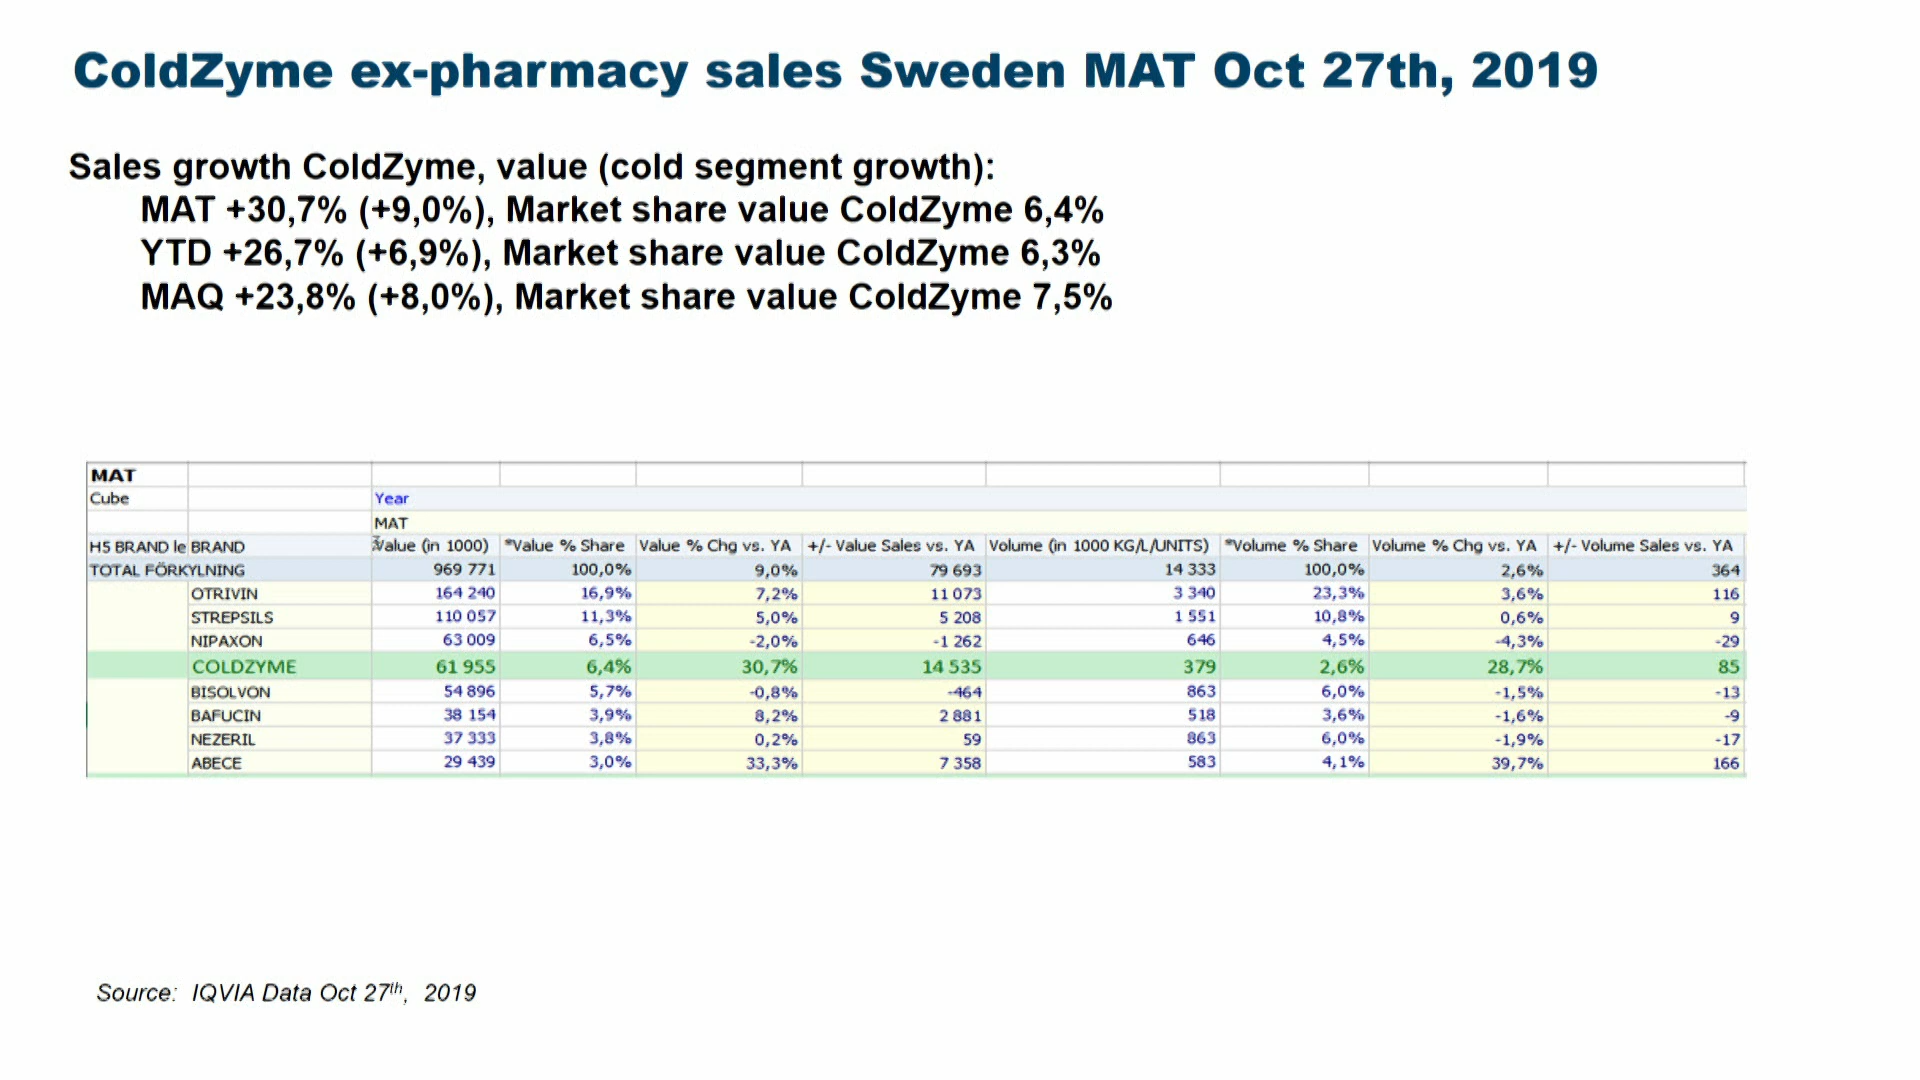 ColdZyme ex-pharmacy sales Sweden MAT Oct 27th, 2019
Sales growth ColdZyme, value (cold segment growth):
MAT +30,7% (+9,0%), Market share value ColdZyme 6,4%
YTD +26,7% (+6,9%), Market share value ColdZyme 6,3%
MAQ +23,8% (+8,0%), Market share value ColdZyme 7,5%
MAT
Cube Year
MAT
H5 BRAND le BRAND Value (in 1000) *Value % Share Value % Chg vs. YA +/- Value Sales vs. YA Volume (in 1000 KG/L/UNITS) *Volume % Share Volume % Chg vs. YA +/- Volume Sales vs. YA
TOTAL FÖRKYLNING 969 771 100,0% 9,0% 79 693 14 333 100,0% 2,6% 364
OTRIVIN 164 240 16,9% 7,2% 11 073 3 340 23,3% 3,6% 116
STREPSILS 110 057 11,3% 5,0% 5 208 1 551 10,8% 0,6% 9
NIPAXON 63 009 6,5% -2,0% -1 262 646 4,5% -4,3% -29
COLDZYME 61 955 6,4% 30,7% 14 535 379 2,6% 28,7% 85
BISOLVON 54 896 5,7% -0,8% -464 863 6,0% -1,5% -13
BAFUCIN 38 154 3,9% 8,2% 2 881 518 3,6% -1,6% -9
NEZERIL 37 333 3,8% 0,2% 59 863 6,0% -1,9% -17
ABECE 29 439 3,0% 33,3% 7 358 583 4,1% 39,7% 166
Source: IQVIA Data Oct 27th, 2019